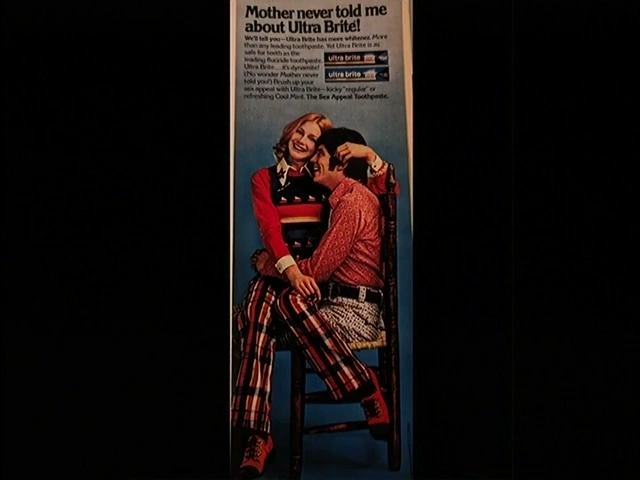 Mother never told me
about Ultra Brite!
We'll tell you—Ultra Brite has more whitener. More
than any leading toothpaste. Yet Ultra Brite is as
safe for teeth as the
leading fluoride toothpaste.
Ultra Brite... it's dynamite!
(No wonder Mother never
told you!) Brush up your
sex appeal with Ultra Brite—kicky "regular" or
refreshing Cool Mint. The Sex Appeal Toothpaste.
ultra brite
ultra brite